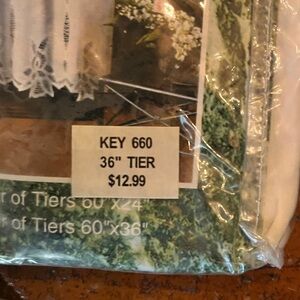 KEY 660
36" TIER
$12.99
r of Tiers 60"x24"
r of Tiers 60"x36"